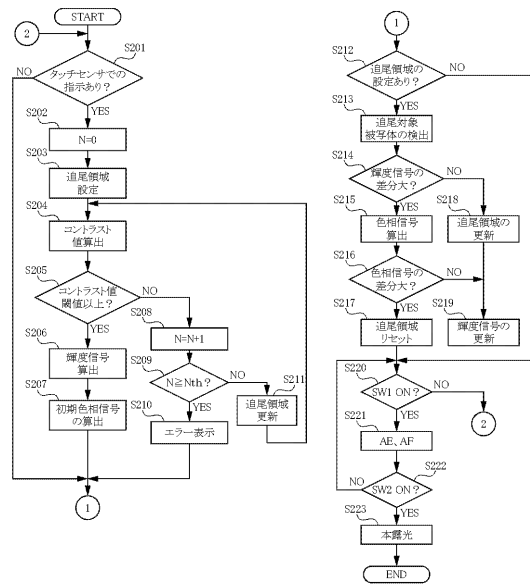 START
2
S201
タッチセンサでの
指示あり?
NO
YES
S202
N=0
S203
追尾領域
設定
S204
コントラスト
値算出
S205
コントラスト値
閾値以上?
NO
YES
S206
輝度信号
算出
S207
初期色相信号
の算出
S208
N=N+1
S209
N≧Nth?
NO
YES
S210
エラー表示
S211
追尾領域
更新
1
1
S212
追尾領域の
設定あり?
NO
YES
S213
追尾対象
被写体の検出
S214
輝度信号の
差分大?
NO
YES
S215
色相信号
算出
S218
追尾領域の
更新
S216
色相信号の
差分大?
NO
YES
S217
追尾領域
リセット
S219
輝度信号の
更新
S220
SW1 ON?
NO
YES
2
S221
AE、AF
S222
SW2 ON?
NO
YES
S223
本露光
END